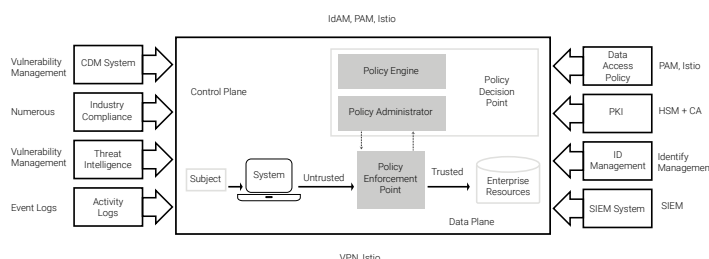 IdAM, PAM, Istio
Vulnerability
Management
CDM System
Numerous
Industry
Compliance
Vulnerability
Management
Threat
Intelligence
Event Logs
Activity
Logs
Control Plane
Policy Engine
Policy Administrator
Policy
Decision
Point
Subject
System
Untrusted
Policy
Enforcement
Point
Trusted
Enterprise
Resources
Data Plane
Data
Access
Policy
PAM, Istio
PKI
HSM + CA
ID
Management
Identify
Management
SIEM System
SIEM
VPN, Istio